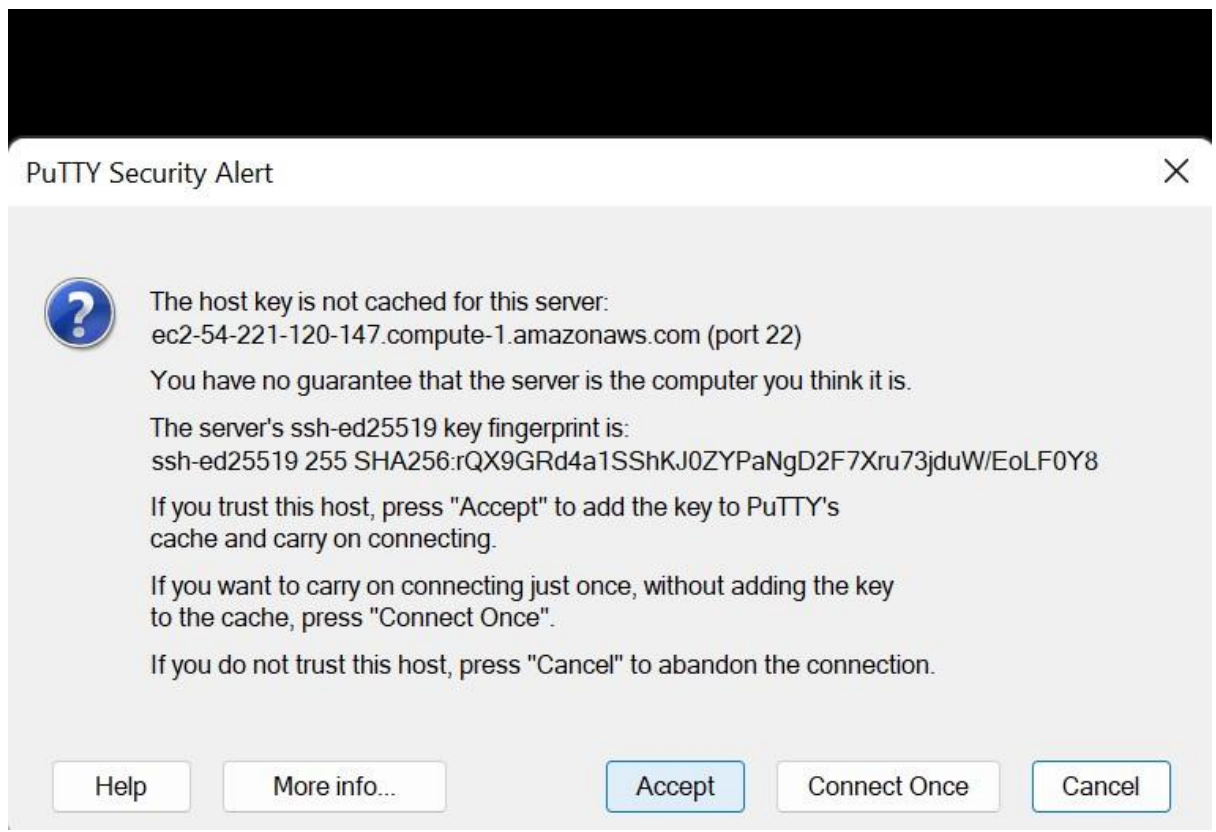 PuTTY Security Alert
The host key is not cached for this server:
ec2-54-221-120-147.compute-1.amazonaws.com (port 22)
You have no guarantee that the server is the computer you think it is.
The server's ssh-ed25519 key fingerprint is:
ssh-ed25519 255 SHA256:rQX9GRd4a1SShKJ0ZYPaNgD2F7Xru73jduW/EoLF0Y8
If you trust this host, press "Accept" to add the key to PuTTY's
cache and carry on connecting.
If you want to carry on connecting just once, without adding the key
to the cache, press "Connect Once".
If you do not trust this host, press "Cancel" to abandon the connection.
Help More info... Accept Connect Once Cancel